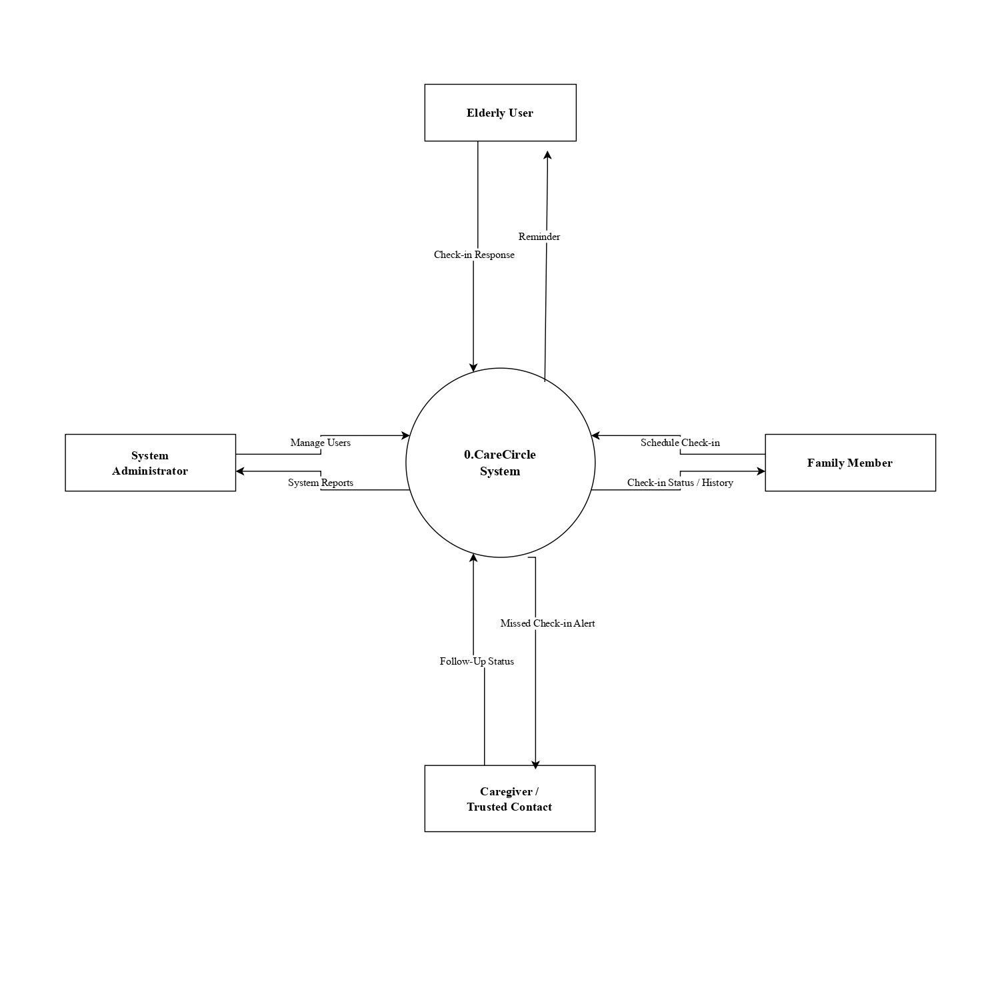 Elderly User
Reminder
Check-in Response
Manage Users
System Reports
System
Administrator
0.CareCircle
System
Schedule Check-in
Check-in Status / History
Family Member
Missed Check-in Alert
Follow-Up Status
Caregiver /
Trusted Contact